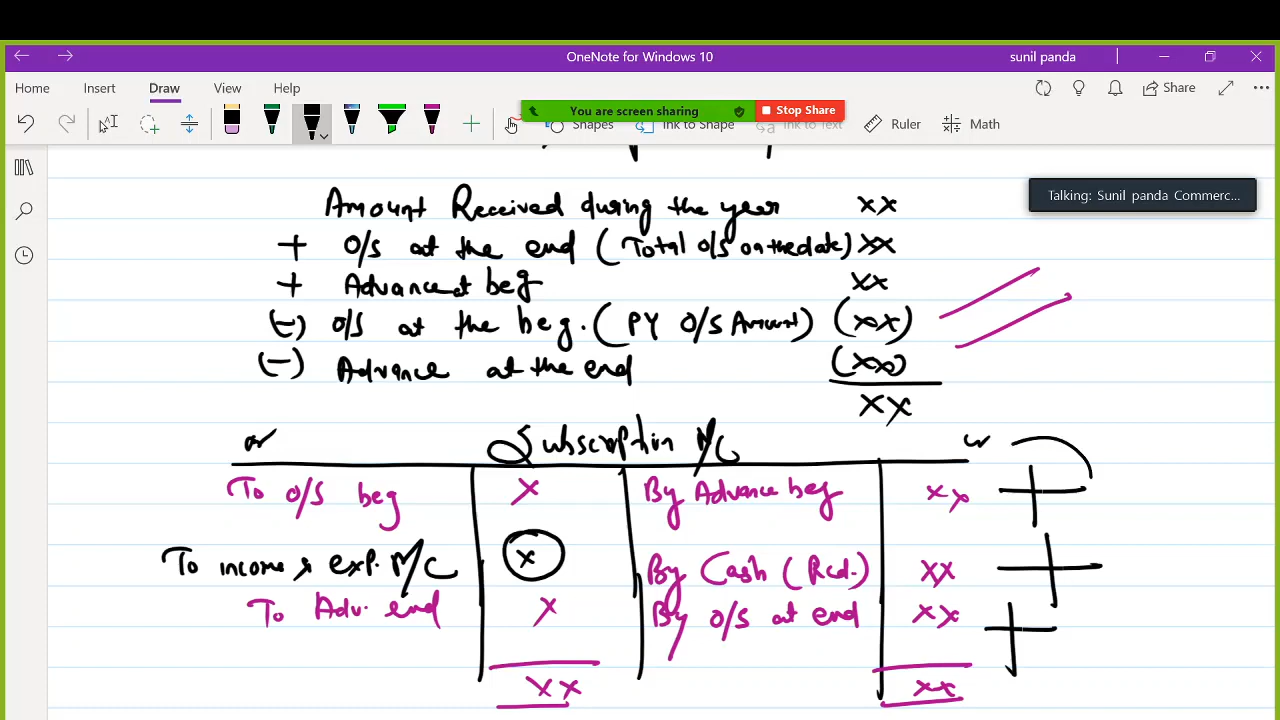 OneNote for Windows 10
sunil panda
Home Insert Draw View Help
Share
You are screen sharing
Stop Share
Shapes Ink to Shape Ink to Text Ruler Math
Talking: Sunil panda Commerc...
Amount Received during the year xx
+ O/S at the end (Total O/S on the date) xx
+ Advance at beg xx
(-) O/S at the beg. (PY O/S Amount) (xx)
(-) Advance at the end (xx)
xx
Subscription A/C
To O/S beg x By Advance beg xx
To income & exp. A/C x By Cash (Rcd.) xx
To Adv. end x By O/S at end xx
xx xx